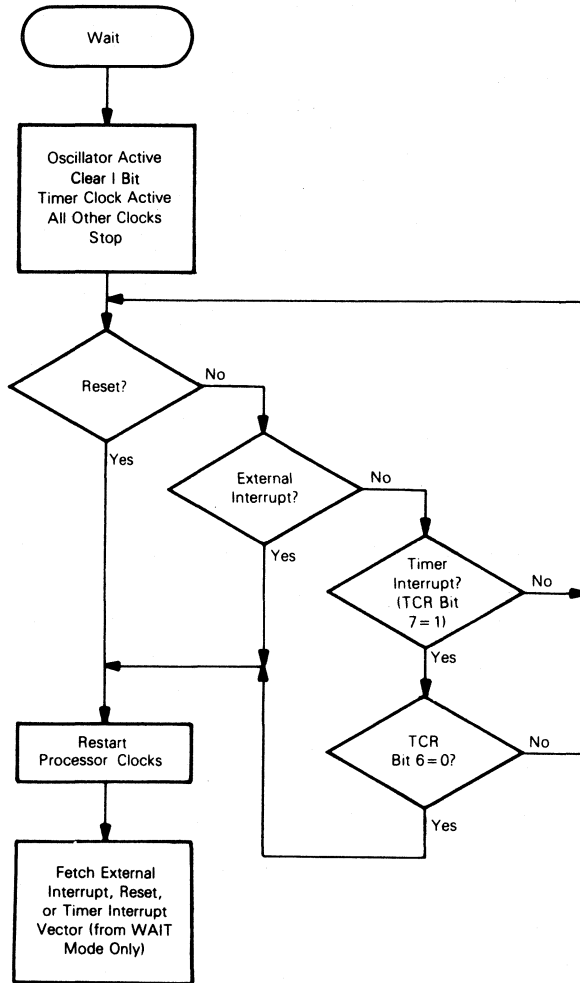 Wait
Oscillator Active
Clear I Bit
Timer Clock Active
All Other Clocks
Stop
Reset?
No
Yes
External
Interrupt?
No
Yes
Timer
Interrupt?
(TCR Bit
7=1)
No
Yes
TCR
Bit 6=0?
No
Yes
Restart
Processor Clocks
Fetch External
Interrupt, Reset,
or Timer Interrupt
Vector (from WAIT
Mode Only)